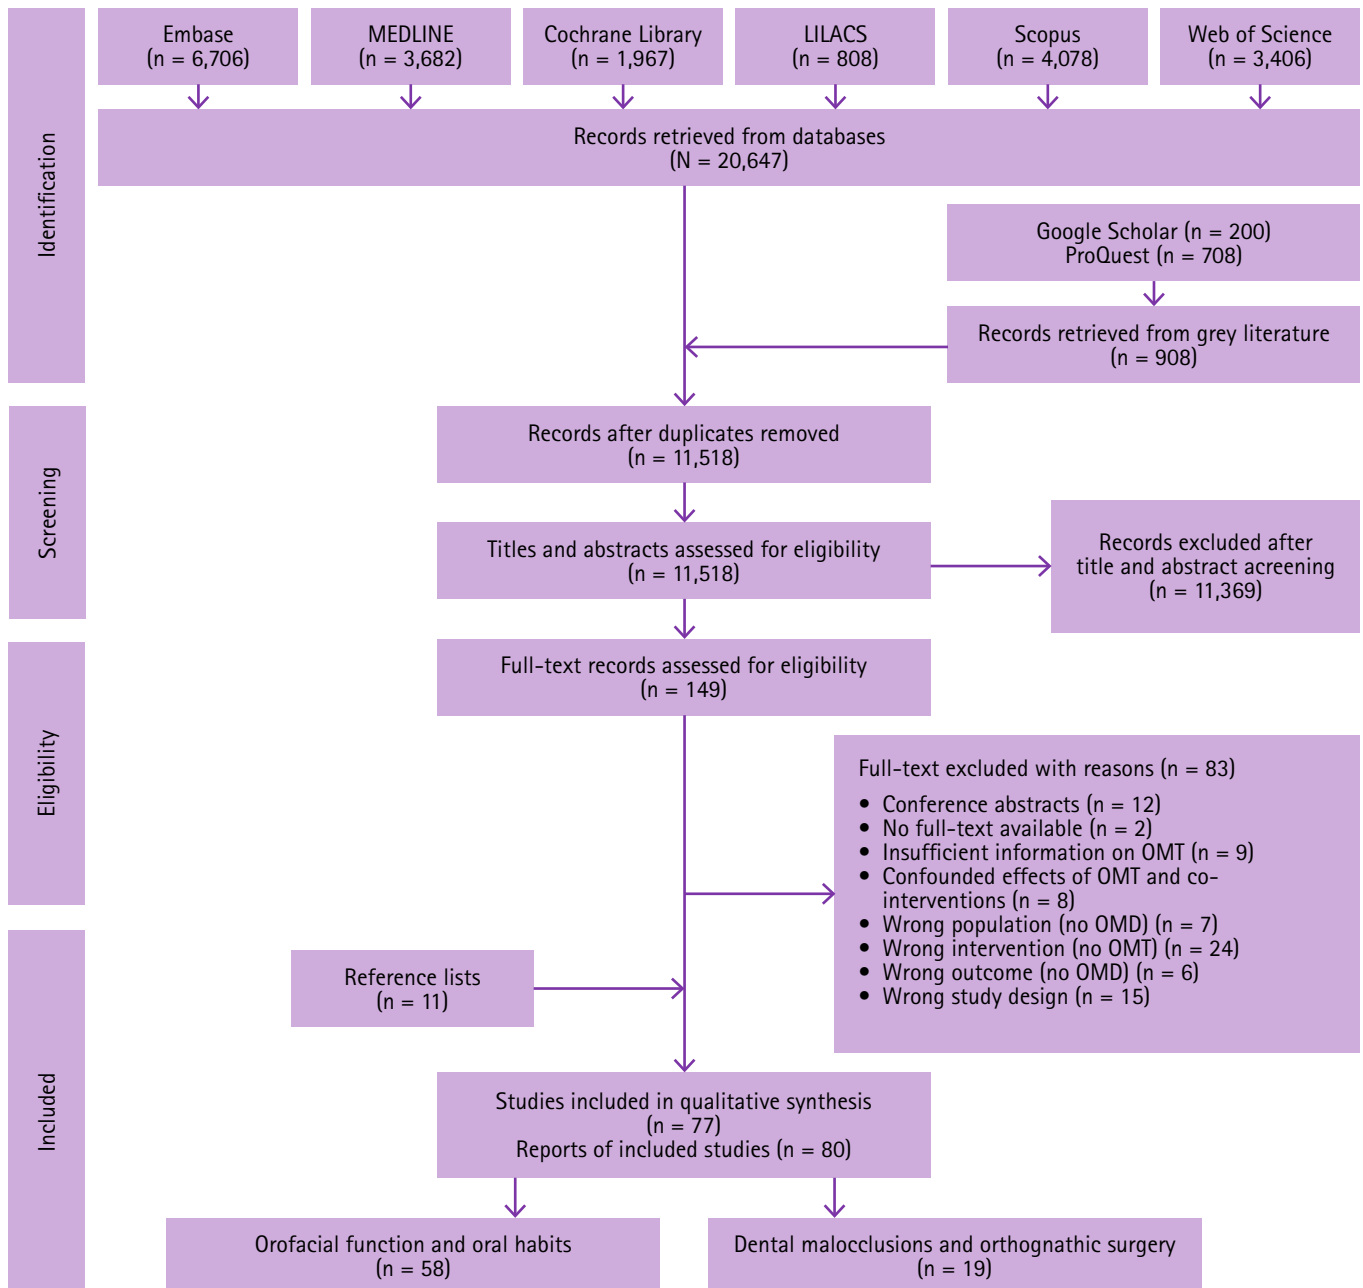 Embase
(n = 6,706)
MEDLINE
(n = 3,682)
Cochrane Library
(n = 1,967)
LILACS
(n = 808)
Scopus
(n = 4,078)
Web of Science
(n = 3,406)
Identification
Records retrieved from databases
(N = 20,647)
Google Scholar (n = 200)
ProQuest (n = 708)
Records retrieved from grey literature
(n = 908)
Screening
Records after duplicates removed
(n = 11,518)
Titles and abstracts assessed for eligibility
(n = 11,518)
Records excluded after
title and abstract acreening
(n = 11,369)
Eligibility
Full-text records assessed for eligibility
(n = 149)
Full-text excluded with reasons (n = 83)
• Conference abstracts (n = 12)
• No full-text available (n = 2)
• Insufficient information on OMT (n = 9)
• Confounded effects of OMT and co-
interventions (n = 8)
• Wrong population (no OMD) (n = 7)
• Wrong intervention (no OMT) (n = 24)
• Wrong outcome (no OMD) (n = 6)
• Wrong study design (n = 15)
Included
Reference lists
(n = 11)
Studies included in qualitative synthesis
(n = 77)
Reports of included studies (n = 80)
Orofacial function and oral habits
(n = 58)
Dental malocclusions and orthognathic surgery
(n = 19)